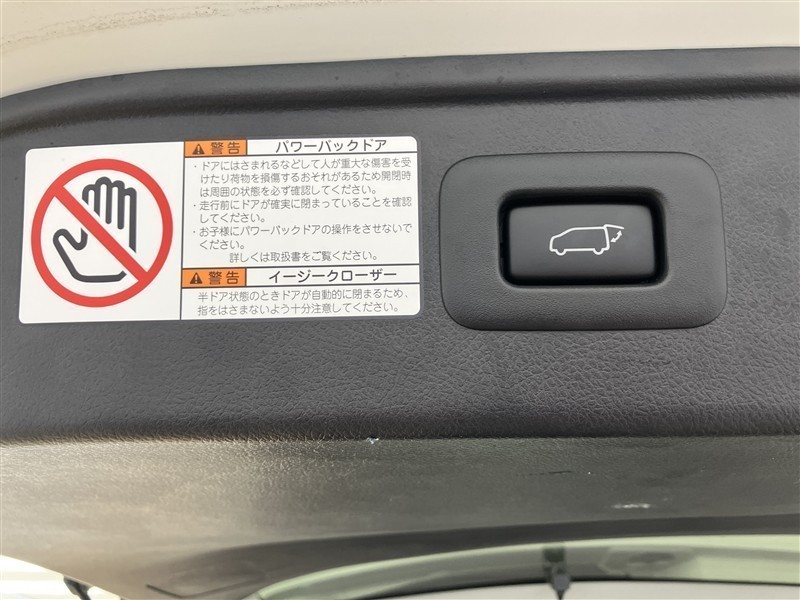 警告 パワーバックドア
・ドアにはさまれるなどして人が重大な傷害を受
けたり荷物を損傷するおそれがあるため開閉時
は周囲の状態を必ず確認してください。
・走行前にドアが確実に閉まっていることを確認
してください。
・お子様にパワーバックドアの操作をさせないで
ください。
詳しくは取扱書をご覧ください。
警告 イージークローザー
半ドア状態のときドアが自動的に閉まるため、
指をはさまないよう十分注意してください。